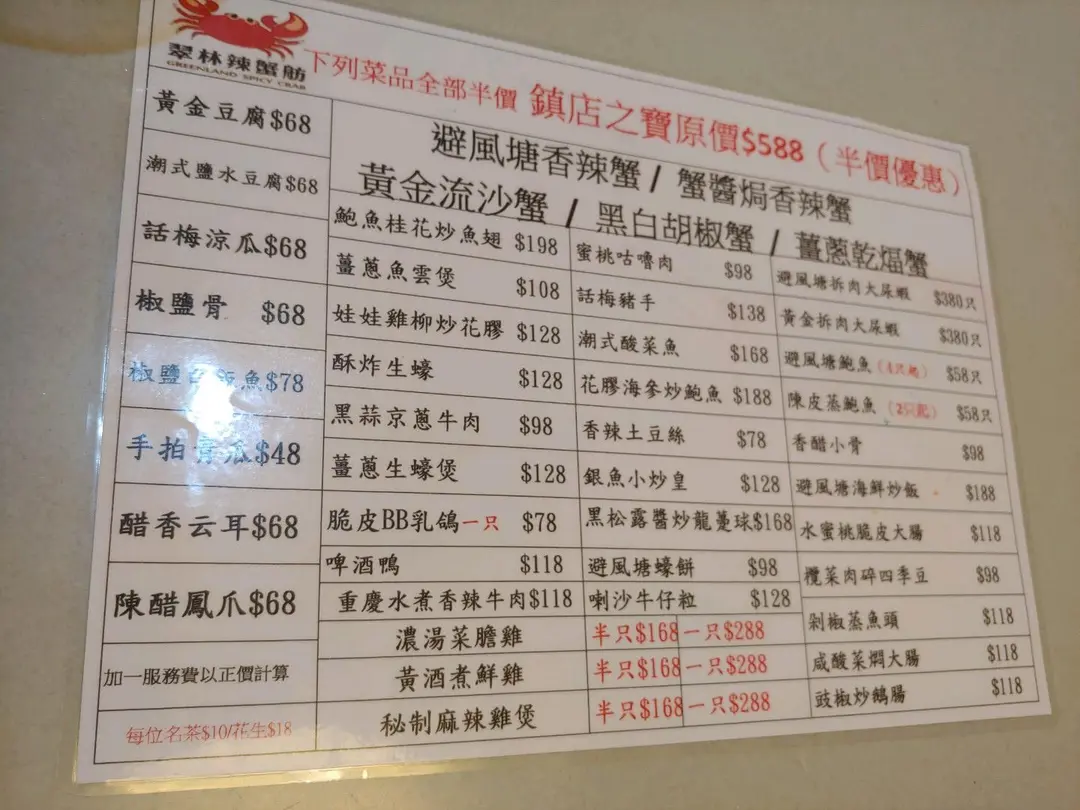 翠林辣蟹舫
GREENLAND SPICY CRAB
下列菜品全部半價 鎮店之寶原價$588（半價優惠）
避風塘香辣蟹 / 蟹醬焗香辣蟹
黃金流沙蟹 / 黑白胡椒蟹 / 薑蔥乾煏蟹
黃金豆腐$68
潮式鹽水豆腐$68
話梅涼瓜$68
椒鹽骨 $68
椒鹽 飯魚$78
手拍青瓜$48
醋香云耳$68
陳醋鳳爪$68
加一服務費以正價計算
每位名茶$10/花生$18
鮑魚桂花炒魚翅 $198
薑蔥魚雲煲 $108
娃娃雞柳炒花膠 $128
酥炸生蠔 $128
黑蒜京蔥牛肉 $98
薑蔥生蠔煲 $128
脆皮BB乳鴿一只 $78
啤酒鴨 $118
重慶水煮香辣牛肉$118
蜜桃咕嚕肉 $98
話梅豬手 $138
潮式酸菜魚 $168
花膠海參炒鮑魚 $188
香辣土豆絲 $78
銀魚小炒皇 $128
黑松露醬炒龍躉球$168
避風塘蠔餅 $98
喇沙牛仔粒 $128
濃湯菜膽雞 半只$168 一只$288
黃酒煮鮮雞 半只$168 一只$288
秘制麻辣雞煲 半只$168 一只$288
避風塘拆肉大尿蝦 $380只
黃金拆肉大尿蝦 $380只
避風塘鮑魚（4只起） $58只
陳皮蒸鮑魚（2只起） $58只
香醋小骨 $98
避風塘海鮮炒飯 $188
水蜜桃脆皮大腸 $118
欖菜肉碎四季豆 $98
剁椒蒸魚頭 $118
咸酸菜燜大腸 $118
豉椒炒鵝腸 $118